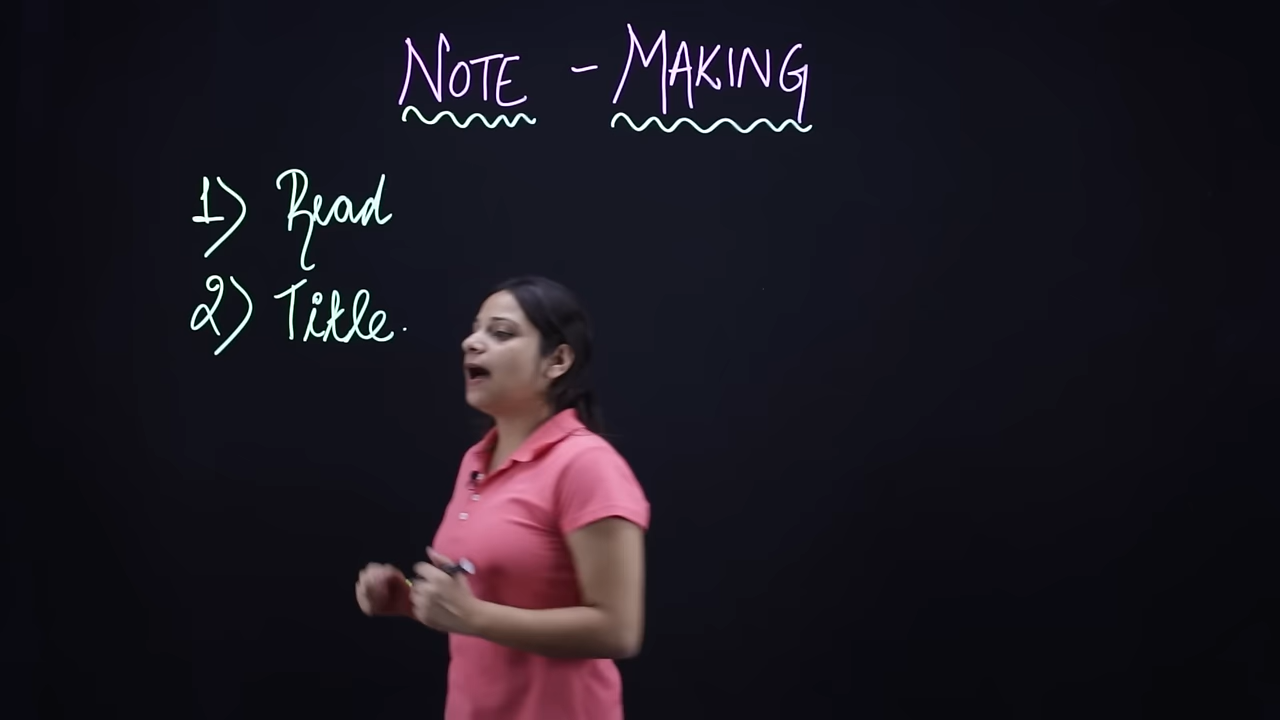 NOTE - MAKING
1) Read
2) Title.